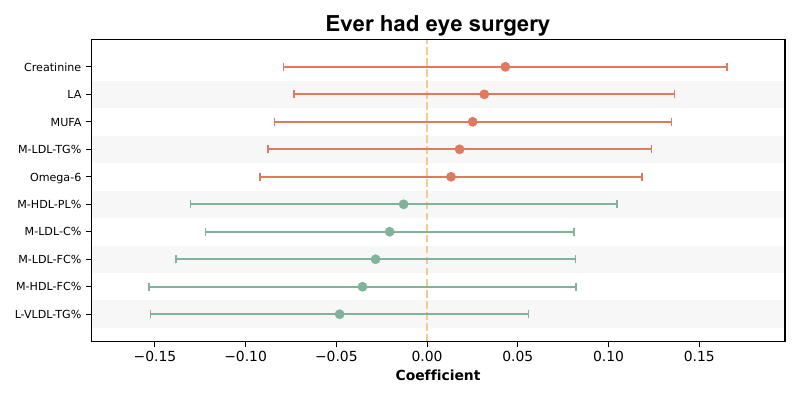 Ever had eye surgery
Creatinine
LA
MUFA
M-LDL-TG%
Omega-6
M-HDL-PL%
M-LDL-C%
M-LDL-FC%
M-HDL-FC%
L-VLDL-TG%
−0.15 −0.10 −0.05 0.00 0.05 0.10 0.15
Coefficient